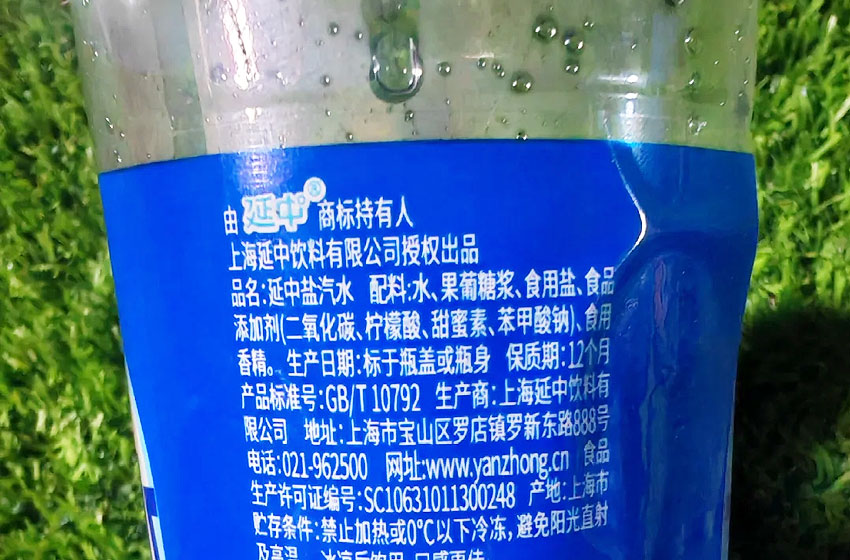 由 延中® 商标持有人
上海延中饮料有限公司授权出品
品名:延中盐汽水 配料:水、果葡糖浆、食用盐、食品
添加剂(二氧化碳、柠檬酸、甜蜜素、苯甲酸钠)、食用
香精。 生产日期:标于瓶盖或瓶身 保质期:12个月
产品标准号:GB/T 10792 生产商:上海延中饮料有
限公司 地址:上海市宝山区罗店镇罗新东路888号
电话:021-962500 网址:www.yanzhong.cn 食品
生产许可证编号:SC10631011300248 产地:上海市
贮存条件:禁止加热或0°C以下冷冻,避免阳光直射
及高温